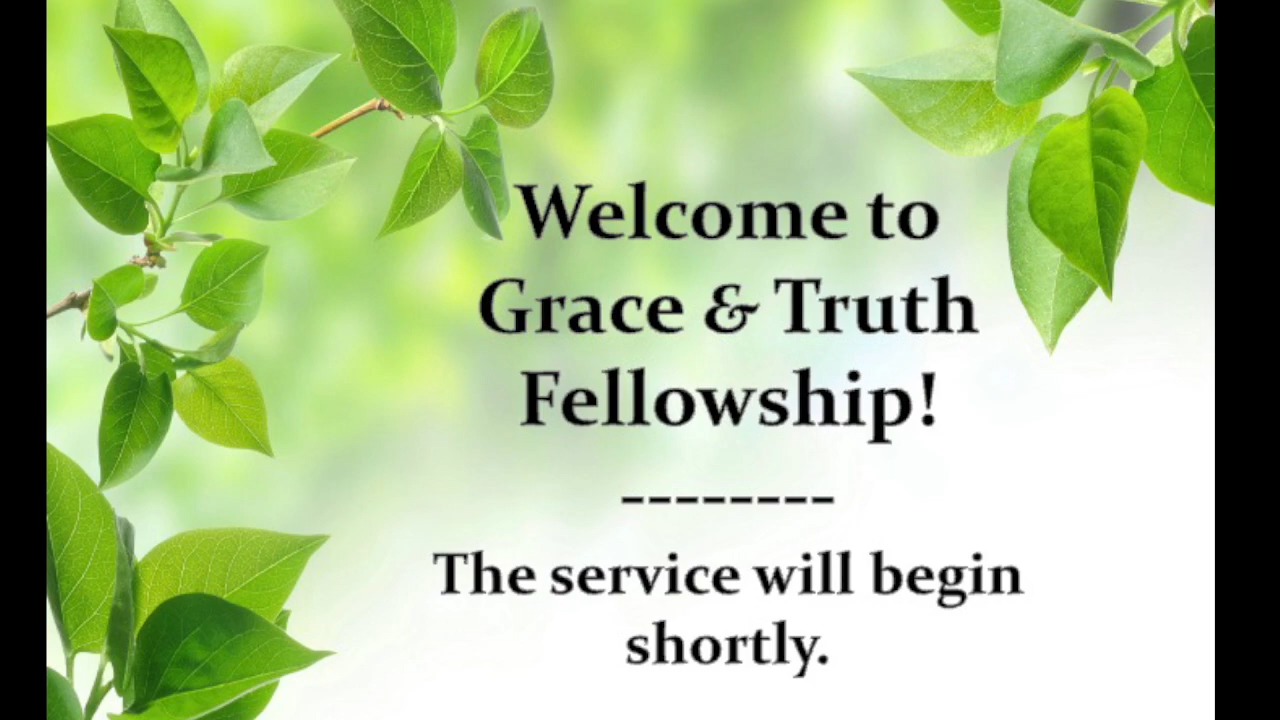 Welcome to
Grace & Truth
Fellowship!
--------
The service will begin
shortly.